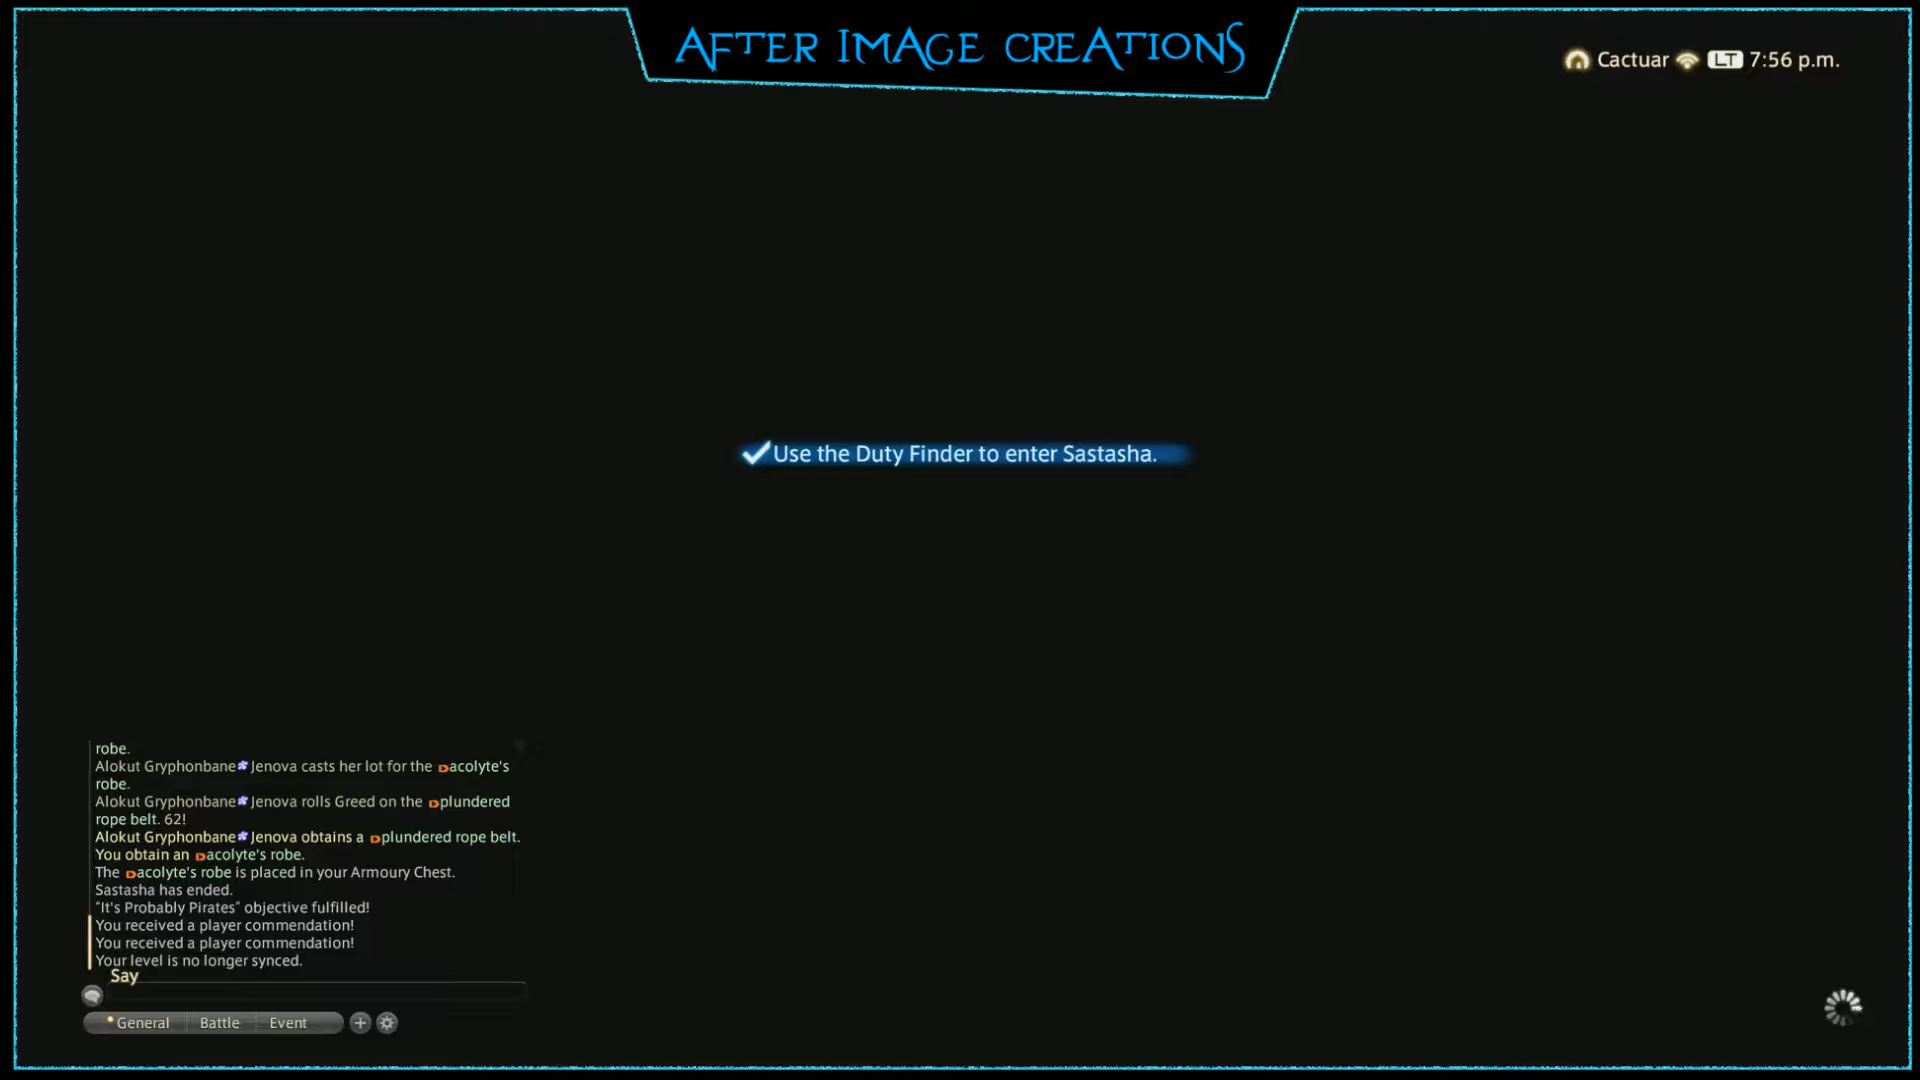 AFTER IMAGE CREATIONS
Cactuar LT 7:56 p.m.
Use the Duty Finder to enter Sastasha.
robe.
Alokut Gryphonbane Jenova casts her lot for the acolyte's
robe.
Alokut Gryphonbane Jenova rolls Greed on the plundered
rope belt. 62!
Alokut Gryphonbane Jenova obtains a plundered rope belt.
You obtain an acolyte's robe.
The acolyte's robe is placed in your Armoury Chest.
Sastasha has ended.
"It's Probably Pirates" objective fulfilled!
You received a player commendation!
You received a player commendation!
Your level is no longer synced.
Say
General Battle Event